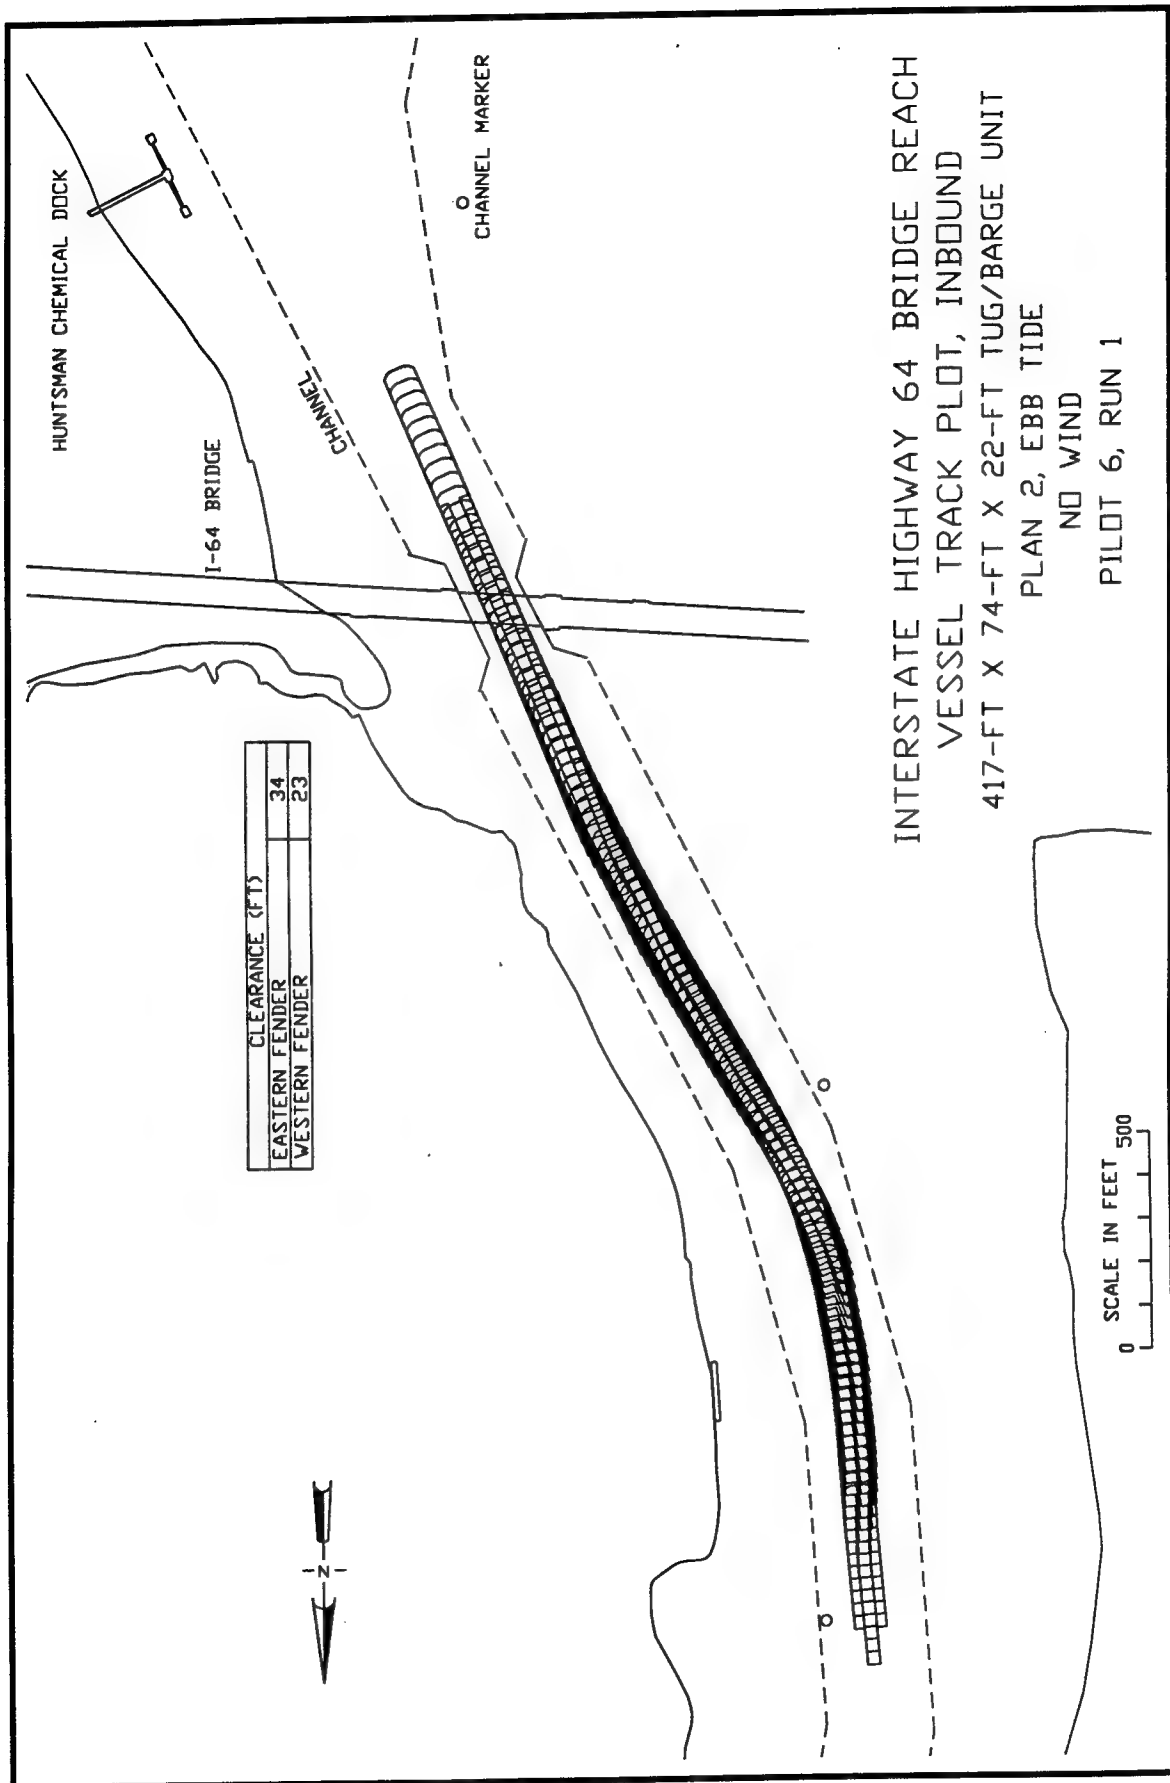 HUNTSMAN CHEMICAL DOCK
CHANNEL MARKER
CHANNEL
I-64 BRIDGE
CLEARANCE (FT)
EASTERN FENDER 34
WESTERN FENDER 23
N
SCALE IN FEET
0 500
INTERSTATE HIGHWAY 64 BRIDGE REACH
VESSEL TRACK PLOT, INBOUND
417-FT X 74-FT X 22-FT TUG/BARGE UNIT
PLAN 2, EBB TIDE
NO WIND
PILOT 6, RUN 1